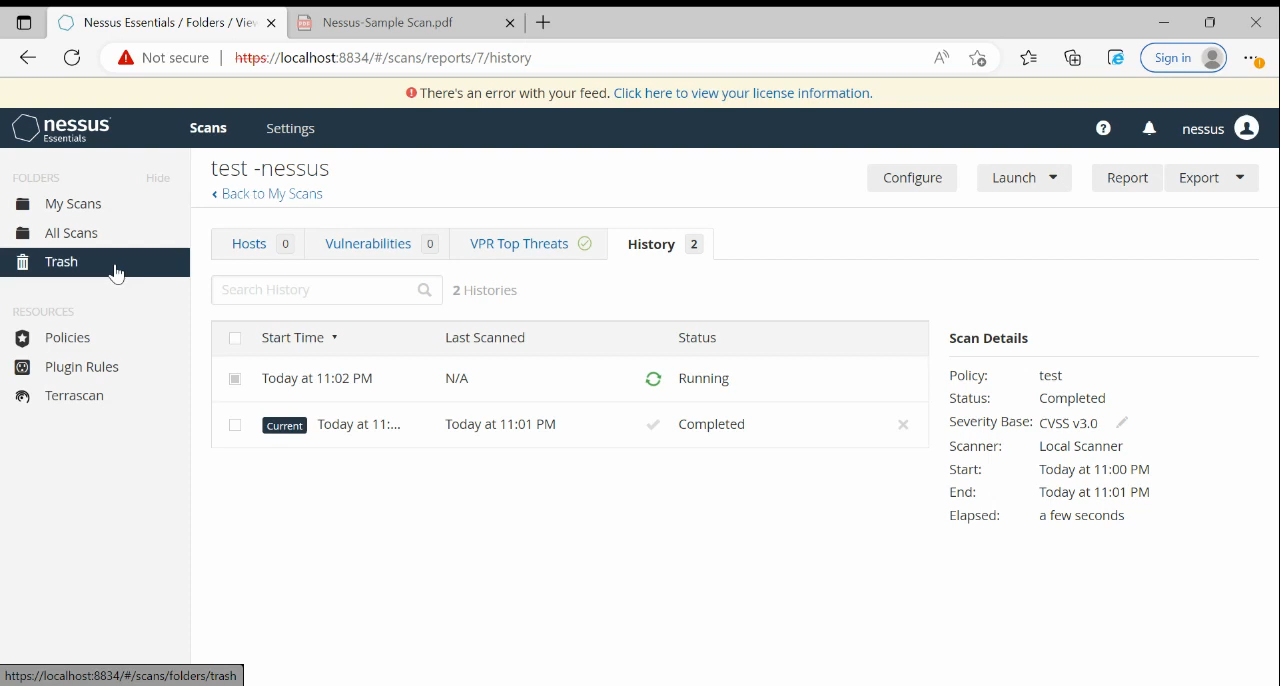 Nessus Essentials / Folders / View
Nessus-Sample Scan.pdf
Not secure
https://localhost:8834/#/scans/reports/7/history
Sign in
There's an error with your feed. Click here to view your license information.
nessus
Essentials
Scans
Settings
nessus
FOLDERS
Hide
My Scans
All Scans
Trash
RESOURCES
Policies
Plugin Rules
Terrascan
test -nessus
Back to My Scans
Configure
Launch
Report
Export
Hosts 0
Vulnerabilities 0
VPR Top Threats
History 2
Search History
2 Histories
Start Time
Last Scanned
Status
Today at 11:02 PM
N/A
Running
Current Today at 11:...
Today at 11:01 PM
Completed
Scan Details
Policy: test
Status: Completed
Severity Base: CVSS v3.0
Scanner: Local Scanner
Start: Today at 11:00 PM
End: Today at 11:01 PM
Elapsed: a few seconds
https://localhost:8834/#/scans/folders/trash